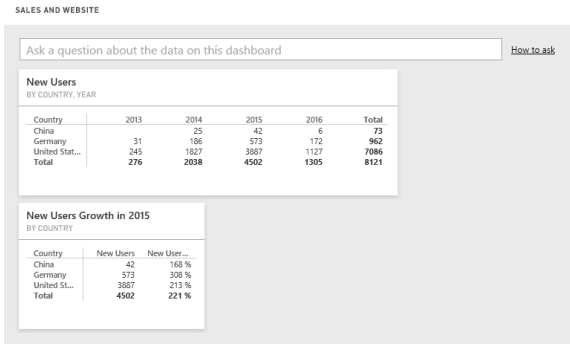 SALES AND WEBSITE
Ask a question about the data on this dashboard How to ask
New Users
BY COUNTRY, YEAR
Country 2013 2014 2015 2016 Total
China 25 42 6 73
Germany 31 186 573 172 962
United Stat... 245 1827 3887 1127 7086
Total 276 2038 4502 1305 8121
New Users Growth in 2015
BY COUNTRY
Country New Users New User...
China 42 168 %
Germany 573 308 %
United St... 3887 213 %
Total 4502 221 %